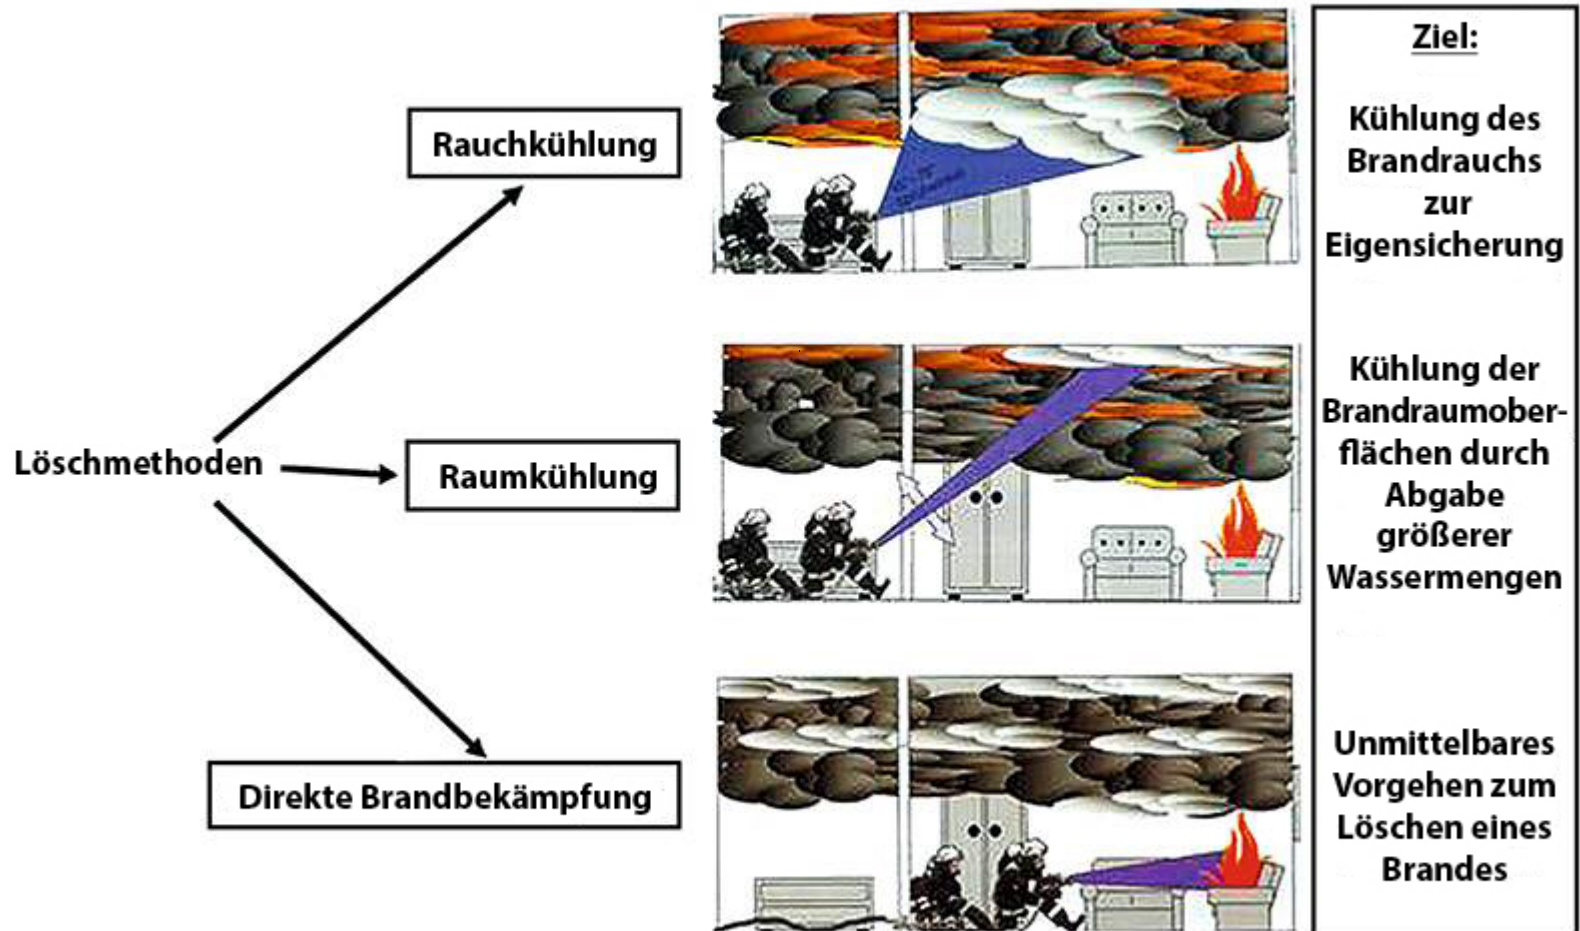 Löschmethoden
Rauchkühlung
Raumkühlung
Direkte Brandbekämpfung
Ziel:
Kühlung des
Brandrauchs
zur
Eigensicherung
Kühlung der
Brandraumober-
flächen durch
Abgabe
größerer
Wassermengen
Unmittelbares
Vorgehen zum
Löschen eines
Brandes